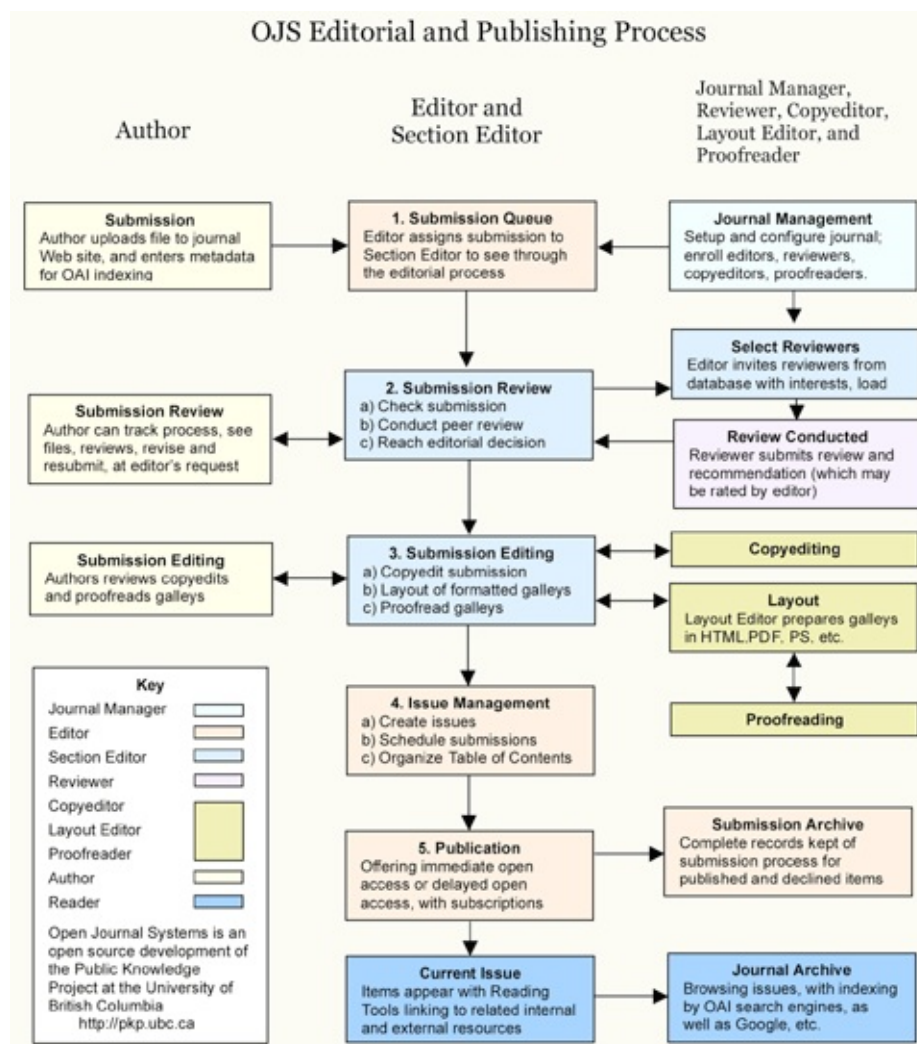 OJS Editorial and Publishing Process
Author
Editor and
Section Editor
Journal Manager,
Reviewer, Copyeditor,
Layout Editor, and
Proofreader
Submission
Author uploads file to journal
Web site, and enters metadata
for OAI indexing
1. Submission Queue
Editor assigns submission to
Section Editor to see through
the editorial process
Journal Management
Setup and configure journal;
enroll editors, reviewers,
copyeditors, proofreaders.
Select Reviewers
Editor invites reviewers from
database with interests, load
Submission Review
Author can track process, see
files, reviews, revise and
resubmit, at editor's request
2. Submission Review
a) Check submission
b) Conduct peer review
c) Reach editorial decision
Review Conducted
Reviewer submits review and
recommendation (which may
be rated by editor)
Submission Editing
Authors reviews copyedits
and proofreads galleys
3. Submission Editing
a) Copyedit submission
b) Layout of formatted galleys
c) Proofread galleys
Copyediting
Layout
Layout Editor prepares galleys
in HTML.PDF, PS, etc.
Proofreading
Key
Journal Manager
Editor
Section Editor
Reviewer
Copyeditor
Layout Editor
Proofreader
Author
Reader
Open Journal Systems is an
open source development of
the Public Knowledge
Project at the University of
British Columbia
http://pkp.ubc.ca
4. Issue Management
a) Create issues
b) Schedule submissions
c) Organize Table of Contents
5. Publication
Offering immediate open
access or delayed open
access, with subscriptions
Submission Archive
Complete records kept of
submission process for
published and declined items
Current Issue
Items appear with Reading
Tools linking to related internal
and external resources
Journal Archive
Browsing issues, with indexing
by OAI search engines, as
well as Google, etc.